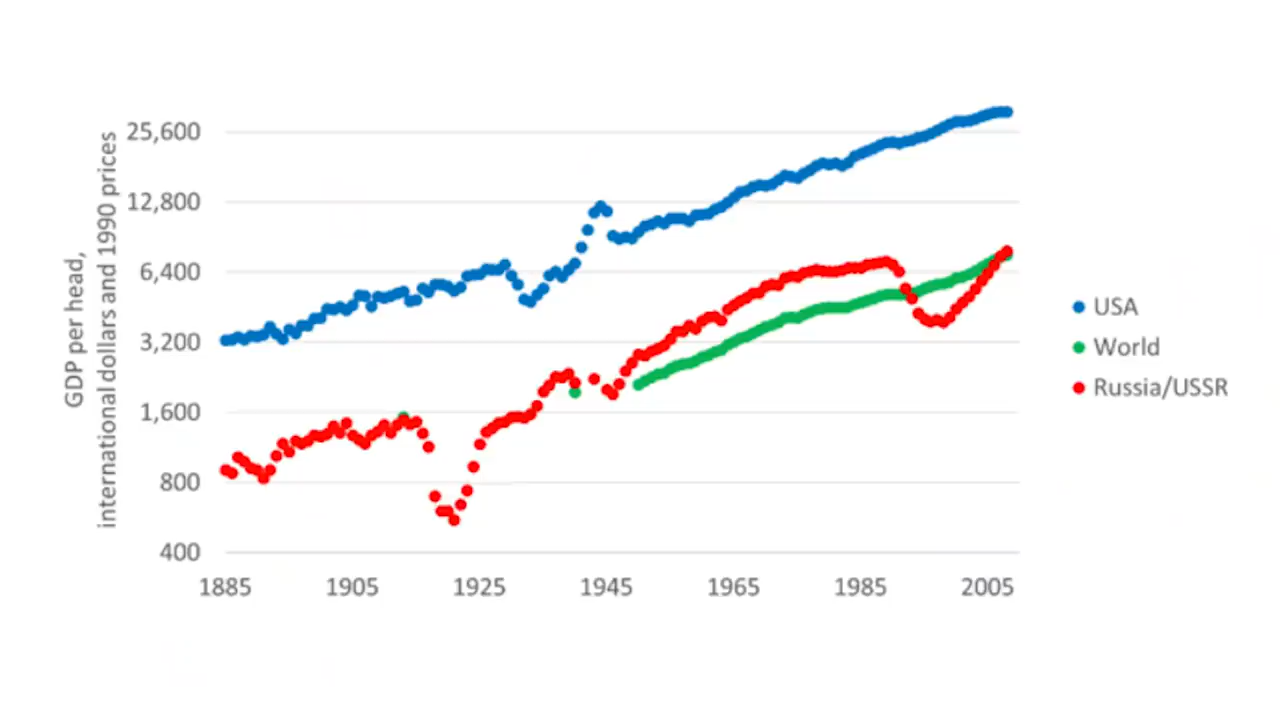 GDP per head,
international dollars and 1990 prices
25,600
12,800
6,400
3,200
1,600
800
400
1885 1905 1925 1945 1965 1985 2005
USA
World
Russia/USSR